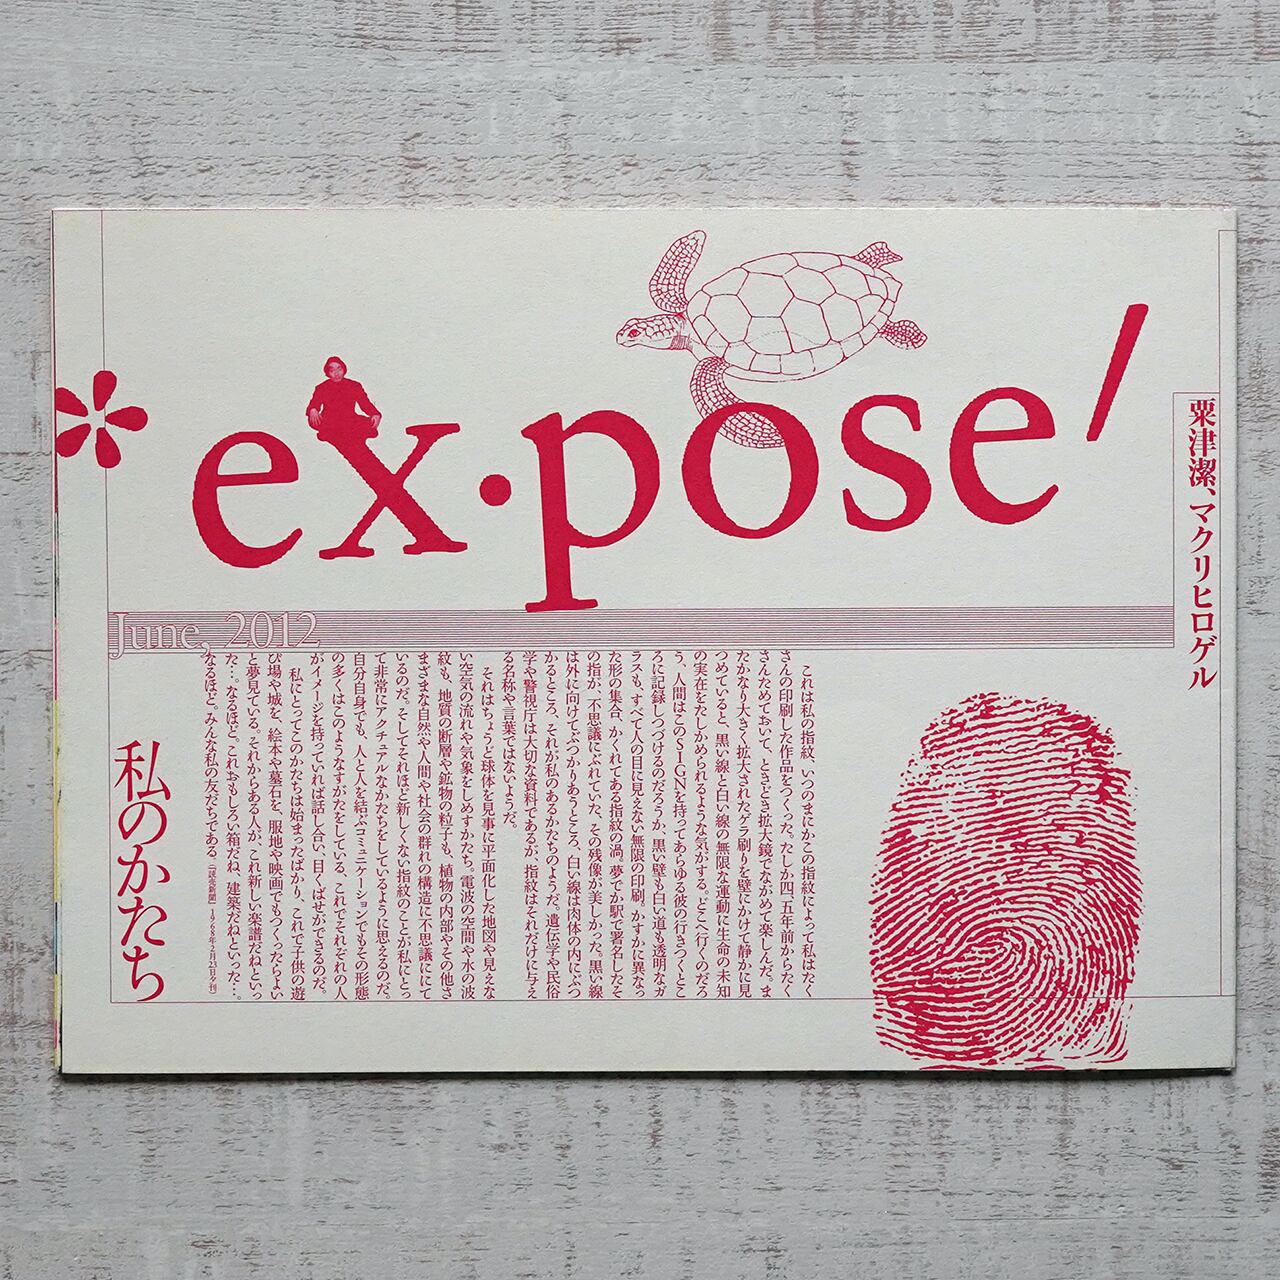 *ex・pose′
粟津潔、マクリヒロゲル
June, 2012
これは私の指紋、いつのまにかこの指紋によって私はたく
さんの印刷した作品をつくった。たしか四、五年前からたく
さんためておいて、ときどき拡大鏡でながめて楽しんだ。ま
たかなり大きく拡大されたゲラ刷りを壁にかけて静かに見
つめていると、黒い線と白い線の無限な運動に生命の未知
の実在をたしかめられるような気がする。どこへ行くのだろ
う、人間はこのSIGNを持ってあらゆる彼の行きつくとこ
ろに記録しつづけるのだろうか、黒い壁も白い道も透明なガ
ラスも、すべて人の目に見えない無限の印刷。かすかに異なっ
た形の集合、かくれてある指紋の渦。夢でか駅で署名したそ
の指が、不思議にぶれていた、その残像が美しかった。黒い線
は外に向けてぶつかりあうところ、白い線は肉体の内にぶつ
かるところ、それが私のあるかたちのようだ。遺伝学や民俗
学や警視庁は大切な資料であるが、指紋はそれだけに与え
る名称や言葉ではないようだ。
それはちょうど球体を見事に平面化した地図や見えな
い空気の流れや気象をしめすかたち。電波の空間や水の波
紋も、地質の断層や鉱物の粒子も、植物の内部やその他さ
まざまな自然や人間や社会の群れの構造に不思議ににて
いるのだ。そしてそれほど新しくない指紋のことが私にとっ
て非常にアクチュアルなかたちをしているように思えるのだ。
自分自身でも、人と人を結ぶコミュニケーションでもその形態
の多くはこのようなすがたをしている、これでそれぞれの人
がイメージを持っていれば話し合い、目くばせができるのだ。
私にとってこのかたちは始まったばかり、これで子供の遊
び場や城を、絵本や墓石を、服地や映画でもつくったらよい
と夢見ている。それからある人が、これ新しい楽譜だねといっ
た…。なるほど。これおもしろい箱だね、建築だねといった…。
なるほど。みんな私の友だちである。「読売新聞」1968年2月23日夕刊
私のかたち